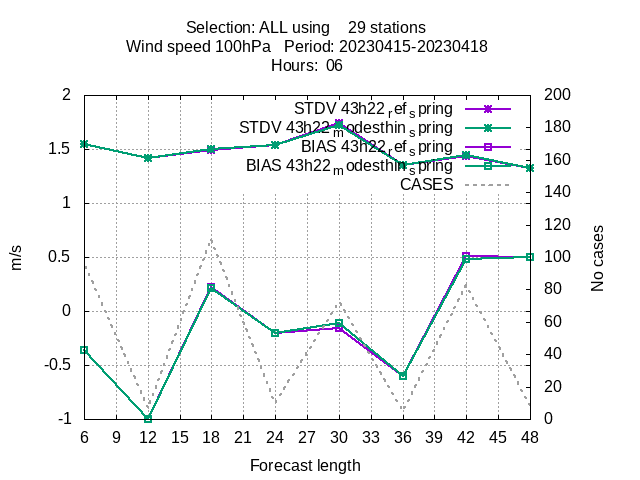 Selection: ALL using    29 stations
Wind speed 100hPa   Period: 20230415-20230418
Hours:  06
STDV 43h22_ref_spring
STDV 43h22_modesthin_spring
BIAS 43h22_ref_spring
BIAS 43h22_modesthin_spring
CASES
2
1.5
1
0.5
0
-0.5
-1
m/s
200
180
160
140
120
100
80
60
40
20
0
No cases
6 9 12 15 18 21 24 27 30 33 36 39 42 45 48
Forecast length